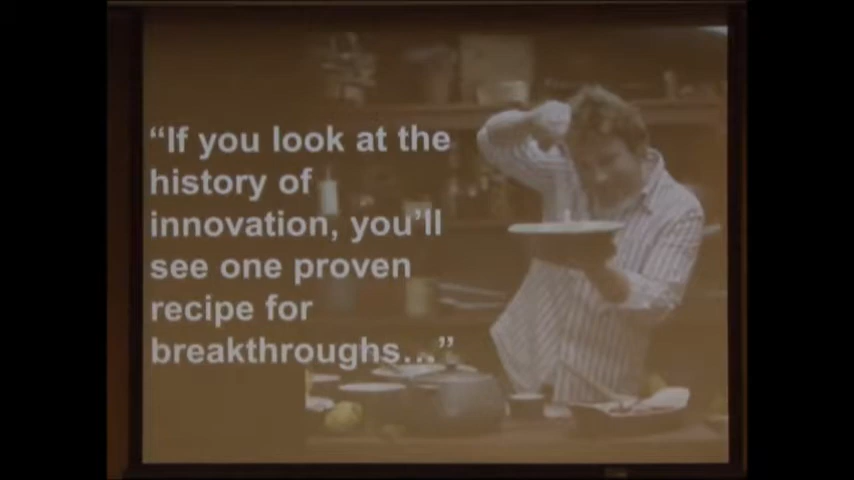 “If you look at the
history of
innovation, you’ll
see one proven
recipe for
breakthroughs…”